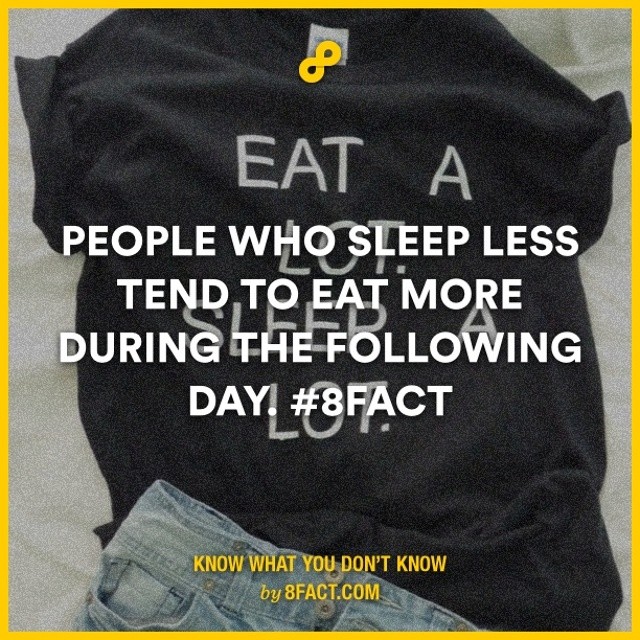 EAT A
LOT.
SLEEP A
LOT.
PEOPLE WHO SLEEP LESS
TEND TO EAT MORE
DURING THE FOLLOWING
DAY. #8FACT
KNOW WHAT YOU DON'T KNOW
by 8FACT.COM